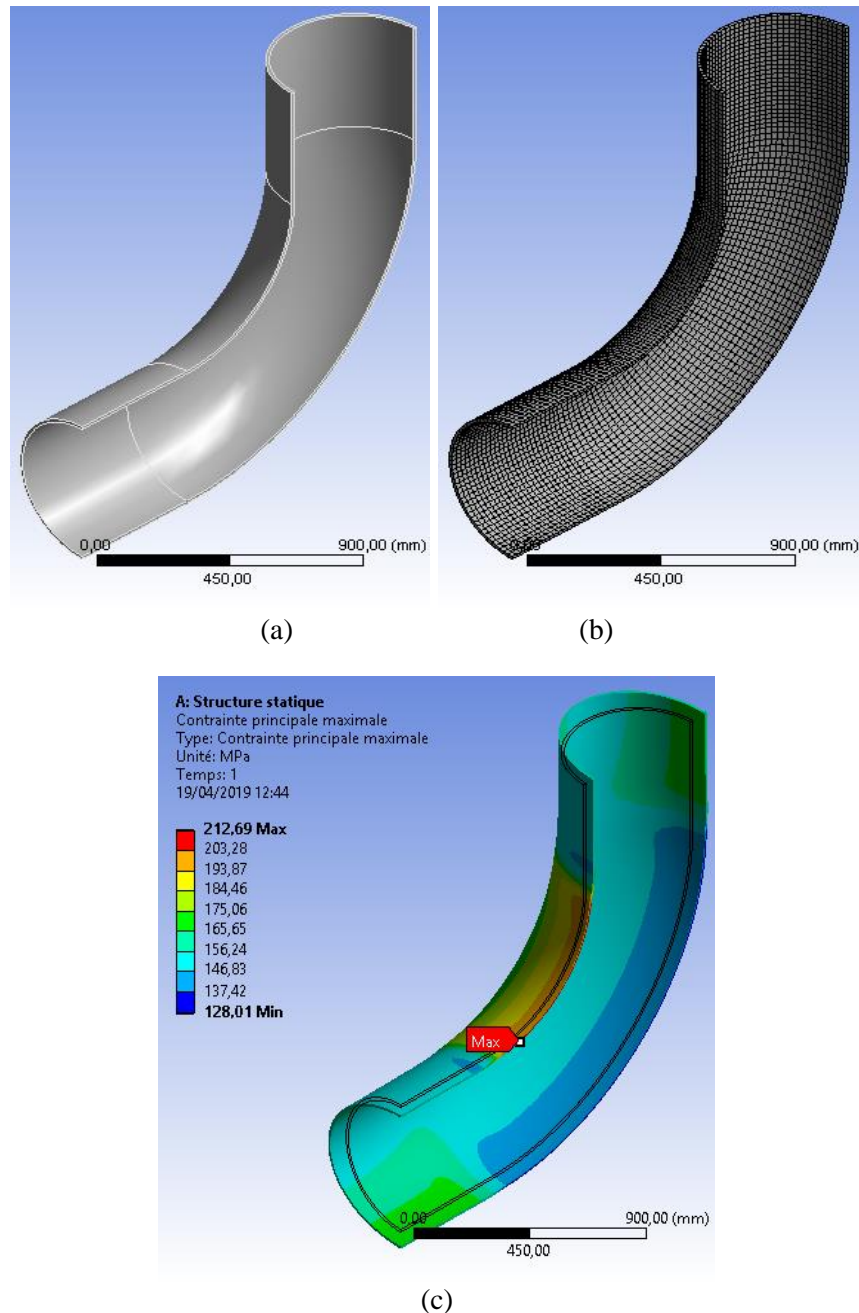 0,00 900,00 (mm)
450,00
0,00 900,00 (mm)
450,00
(a) (b)
A: Structure statique
Contrainte principale maximale
Type: Contrainte principale maximale
Unité: MPa
Temps: 1
19/04/2019 12:44
212,69 Max
203,28
193,87
184,46
175,06
165,65
156,24
146,83
137,42
128,01 Min
Max
0,00 900,00 (mm)
450,00
(c)